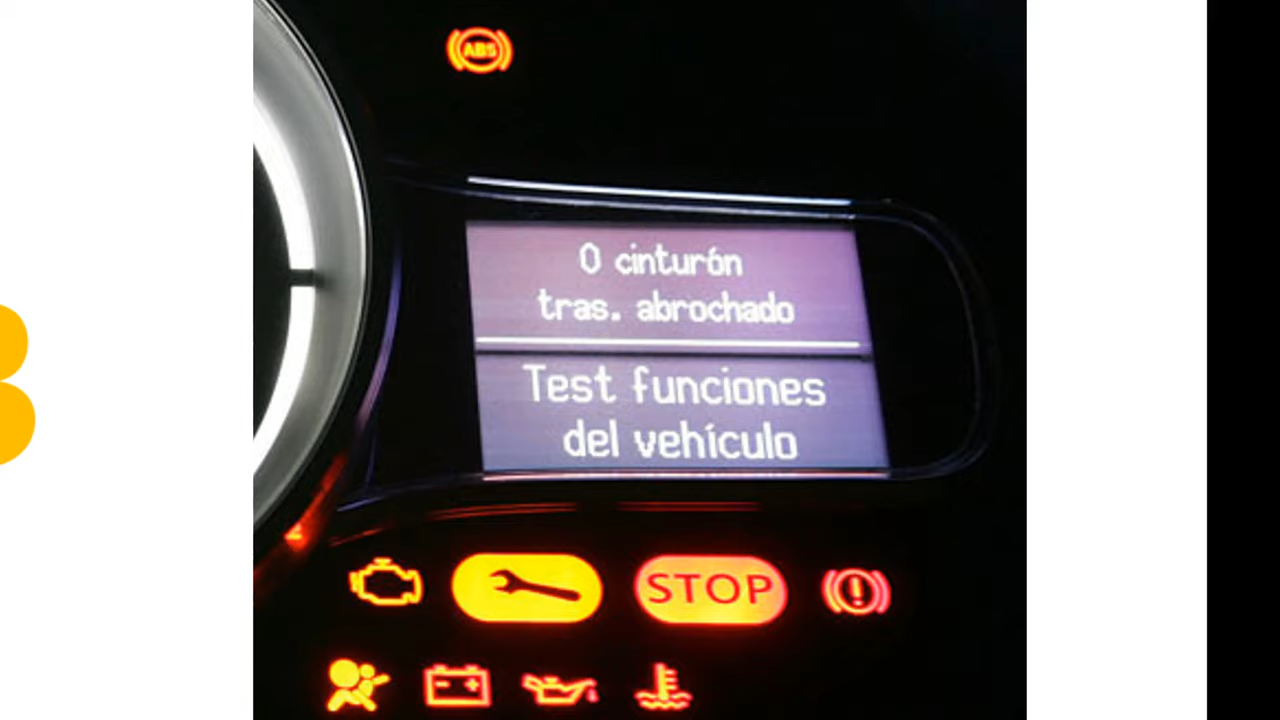 ABS
0 cinturón
tras. abrochado
Test funciones
del vehículo
STOP